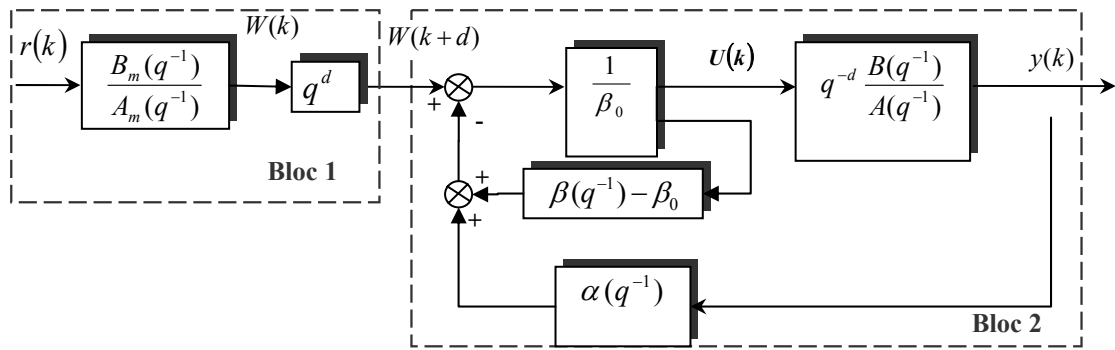 r(k)
B_m(q^{-1})
A_m(q^{-1})
W(k)
q^d
Bloc 1
W(k+d)
+
-
1
β_0
U(k)
q^{-d} B(q^{-1})
A(q^{-1})
y(k)
+
β(q^{-1}) − β_0
+
α(q^{-1})
Bloc 2